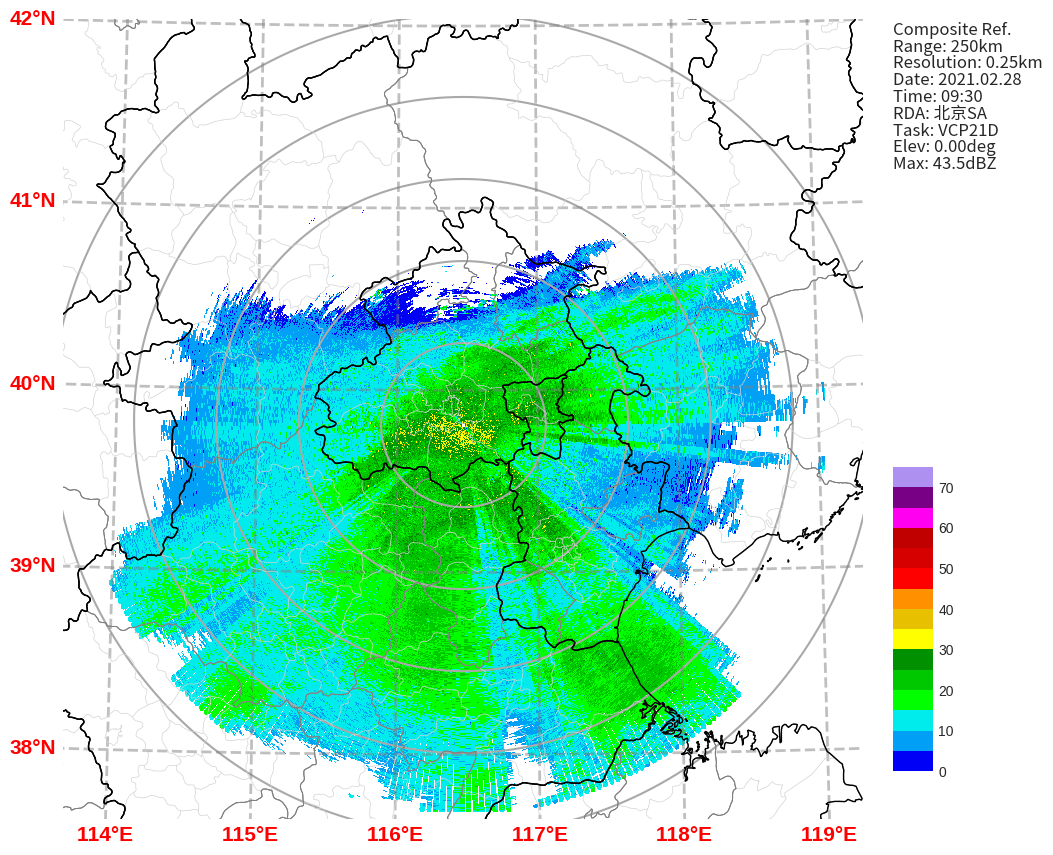 42°N
41°N
40°N
39°N
38°N
114°E
115°E
116°E
117°E
118°E
119°E
Composite Ref.
Range: 250km
Resolution: 0.25km
Date: 2021.02.28
Time: 09:30
RDA: 北京SA
Task: VCP21D
Elev: 0.00deg
Max: 43.5dBZ
70
60
50
40
30
20
10
0